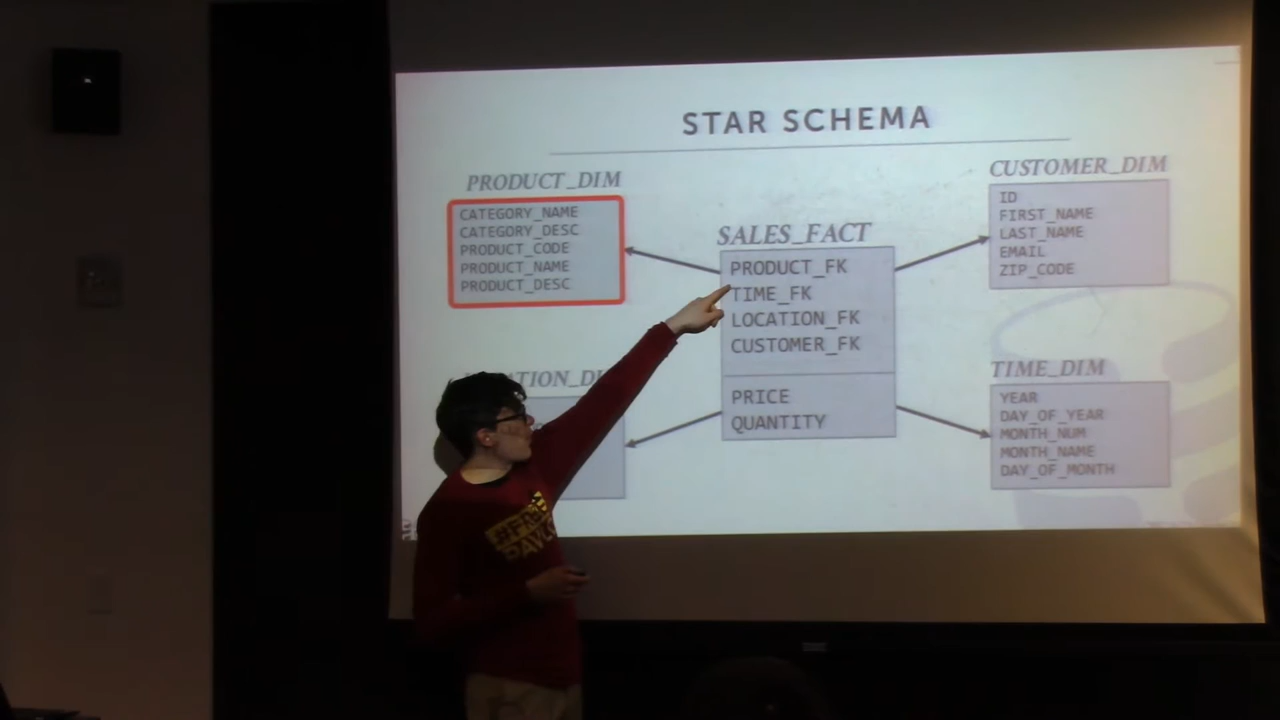 STAR SCHEMA
PRODUCT_DIM
CATEGORY_NAME
CATEGORY_DESC
PRODUCT_CODE
PRODUCT_NAME
PRODUCT_DESC
SALES_FACT
PRODUCT_FK
TIME_FK
LOCATION_FK
CUSTOMER_FK
PRICE
QUANTITY
CUSTOMER_DIM
ID
FIRST_NAME
LAST_NAME
EMAIL
ZIP_CODE
TIME_DIM
YEAR
DAY_OF_YEAR
MONTH_NUM
MONTH_NAME
DAY_OF_MONTH
#FREE